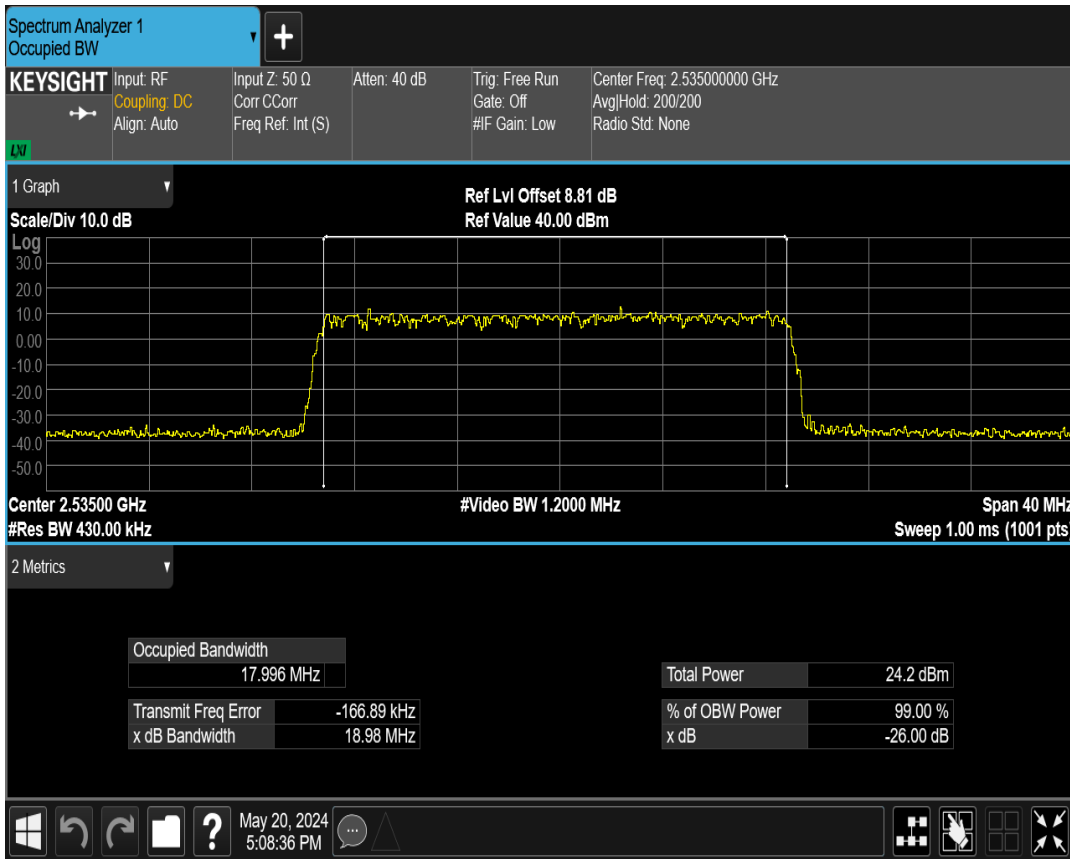 Spectrum Analyzer 1
Occupied BW
+
KEYSIGHT
LXI
Input: RF
Coupling: DC
Align: Auto
Input Z: 50 Ω
Corr CCorr
Freq Ref: Int (S)
Atten: 40 dB
Trig: Free Run
Gate: Off
#IF Gain: Low
Center Freq: 2.535000000 GHz
Avg|Hold: 200/200
Radio Std: None
1 Graph
Scale/Div 10.0 dB
Ref Lvl Offset 8.81 dB
Ref Value 40.00 dBm
Log
30.0
20.0
10.0
0.00
-10.0
-20.0
-30.0
-40.0
-50.0
Center 2.53500 GHz
#Video BW 1.2000 MHz
Span 40 MHz
#Res BW 430.00 kHz
Sweep 1.00 ms (1001 pts)
2 Metrics
Occupied Bandwidth
17.996 MHz
Transmit Freq Error -166.89 kHz
x dB Bandwidth 18.98 MHz
Total Power 24.2 dBm
% of OBW Power 99.00 %
x dB -26.00 dB
?
May 20, 2024
5:08:36 PM